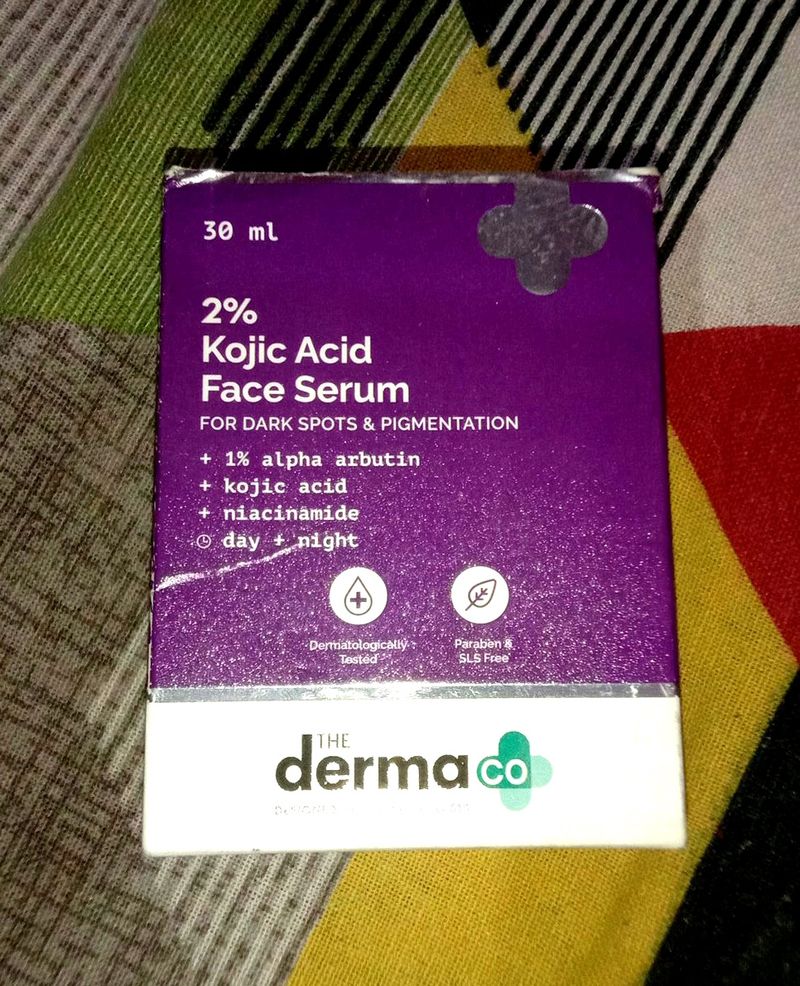 30 ml
2%
Kojic Acid
Face Serum
FOR DARK SPOTS & PIGMENTATION
+ 1% alpha arbutin
+ kojic acid
+ niacinamide
day + night
Dermatologically
Tested
Paraben &
SLS Free
THE
derma co